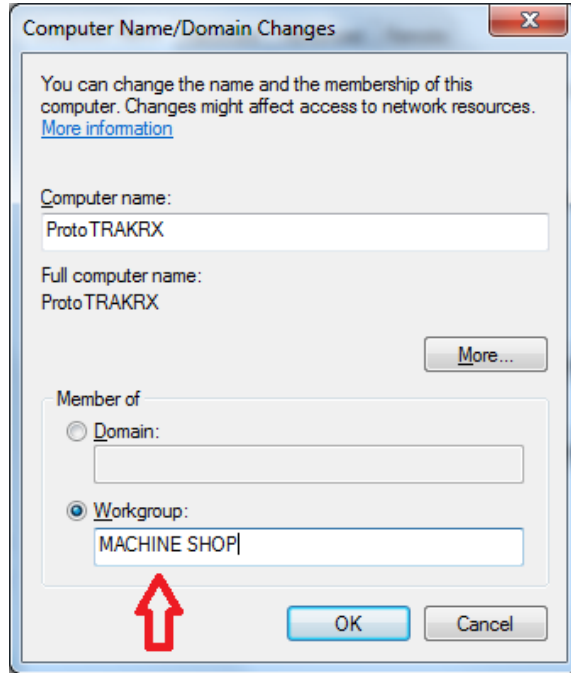 Computer Name/Domain Changes
You can change the name and the membership of this
computer. Changes might affect access to network resources.
More information
Computer name:
ProtoTRAKRX
Full computer name:
ProtoTRAKRX
More...
Member of
Domain:
Workgroup:
MACHINE SHOP
OK
Cancel